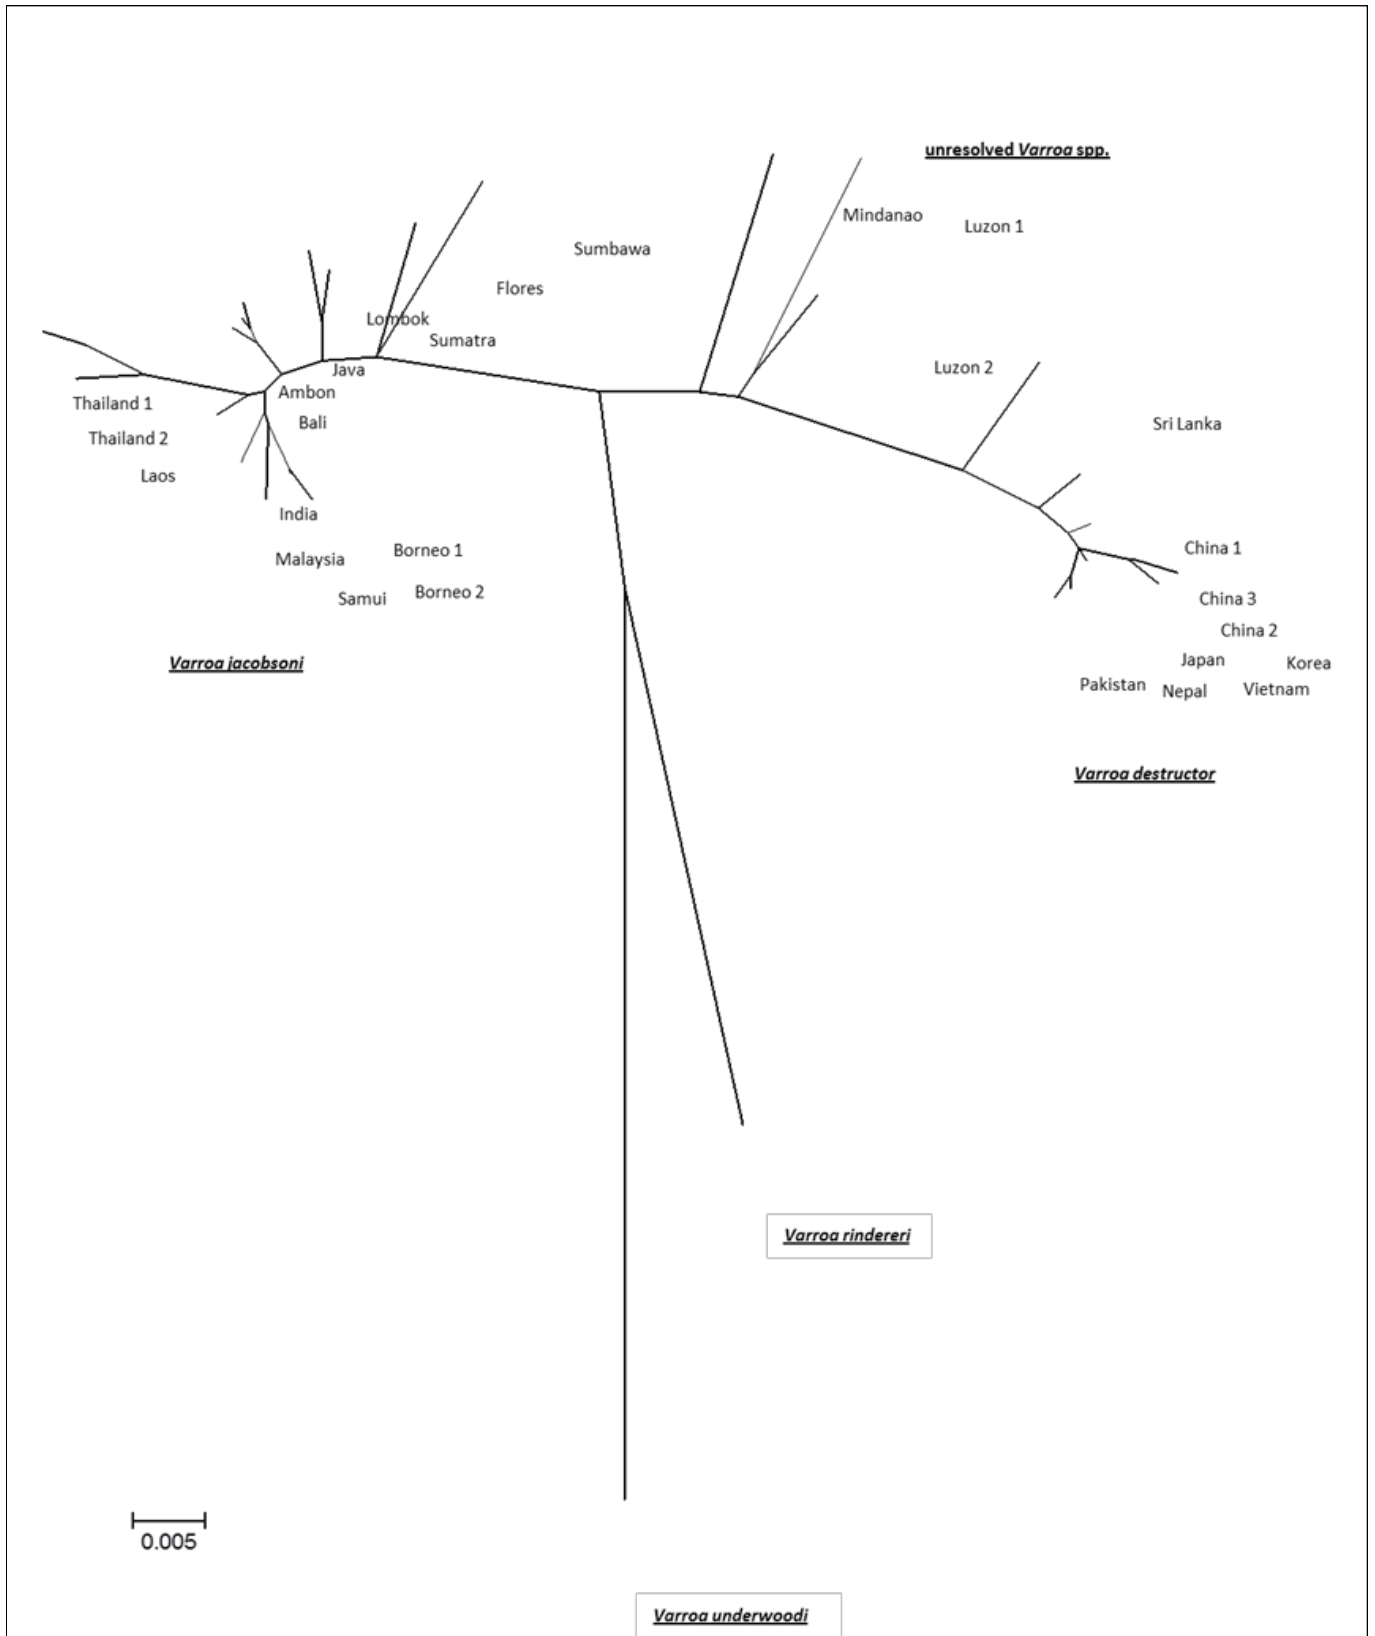 unresolved Varroa spp.
Mindanao
Luzon 1
Sumbawa
Flores
Lombok
Sumatra
Java
Luzon 2
Ambon
Thailand 1
Bali
Sri Lanka
Thailand 2
Laos
India
Malaysia
Borneo 1
China 1
Samui
Borneo 2
China 3
China 2
Varroa jacobsoni
Japan
Korea
Pakistan
Nepal
Vietnam
Varroa destructor
Varroa rindereri
0.005
Varroa underwoodi